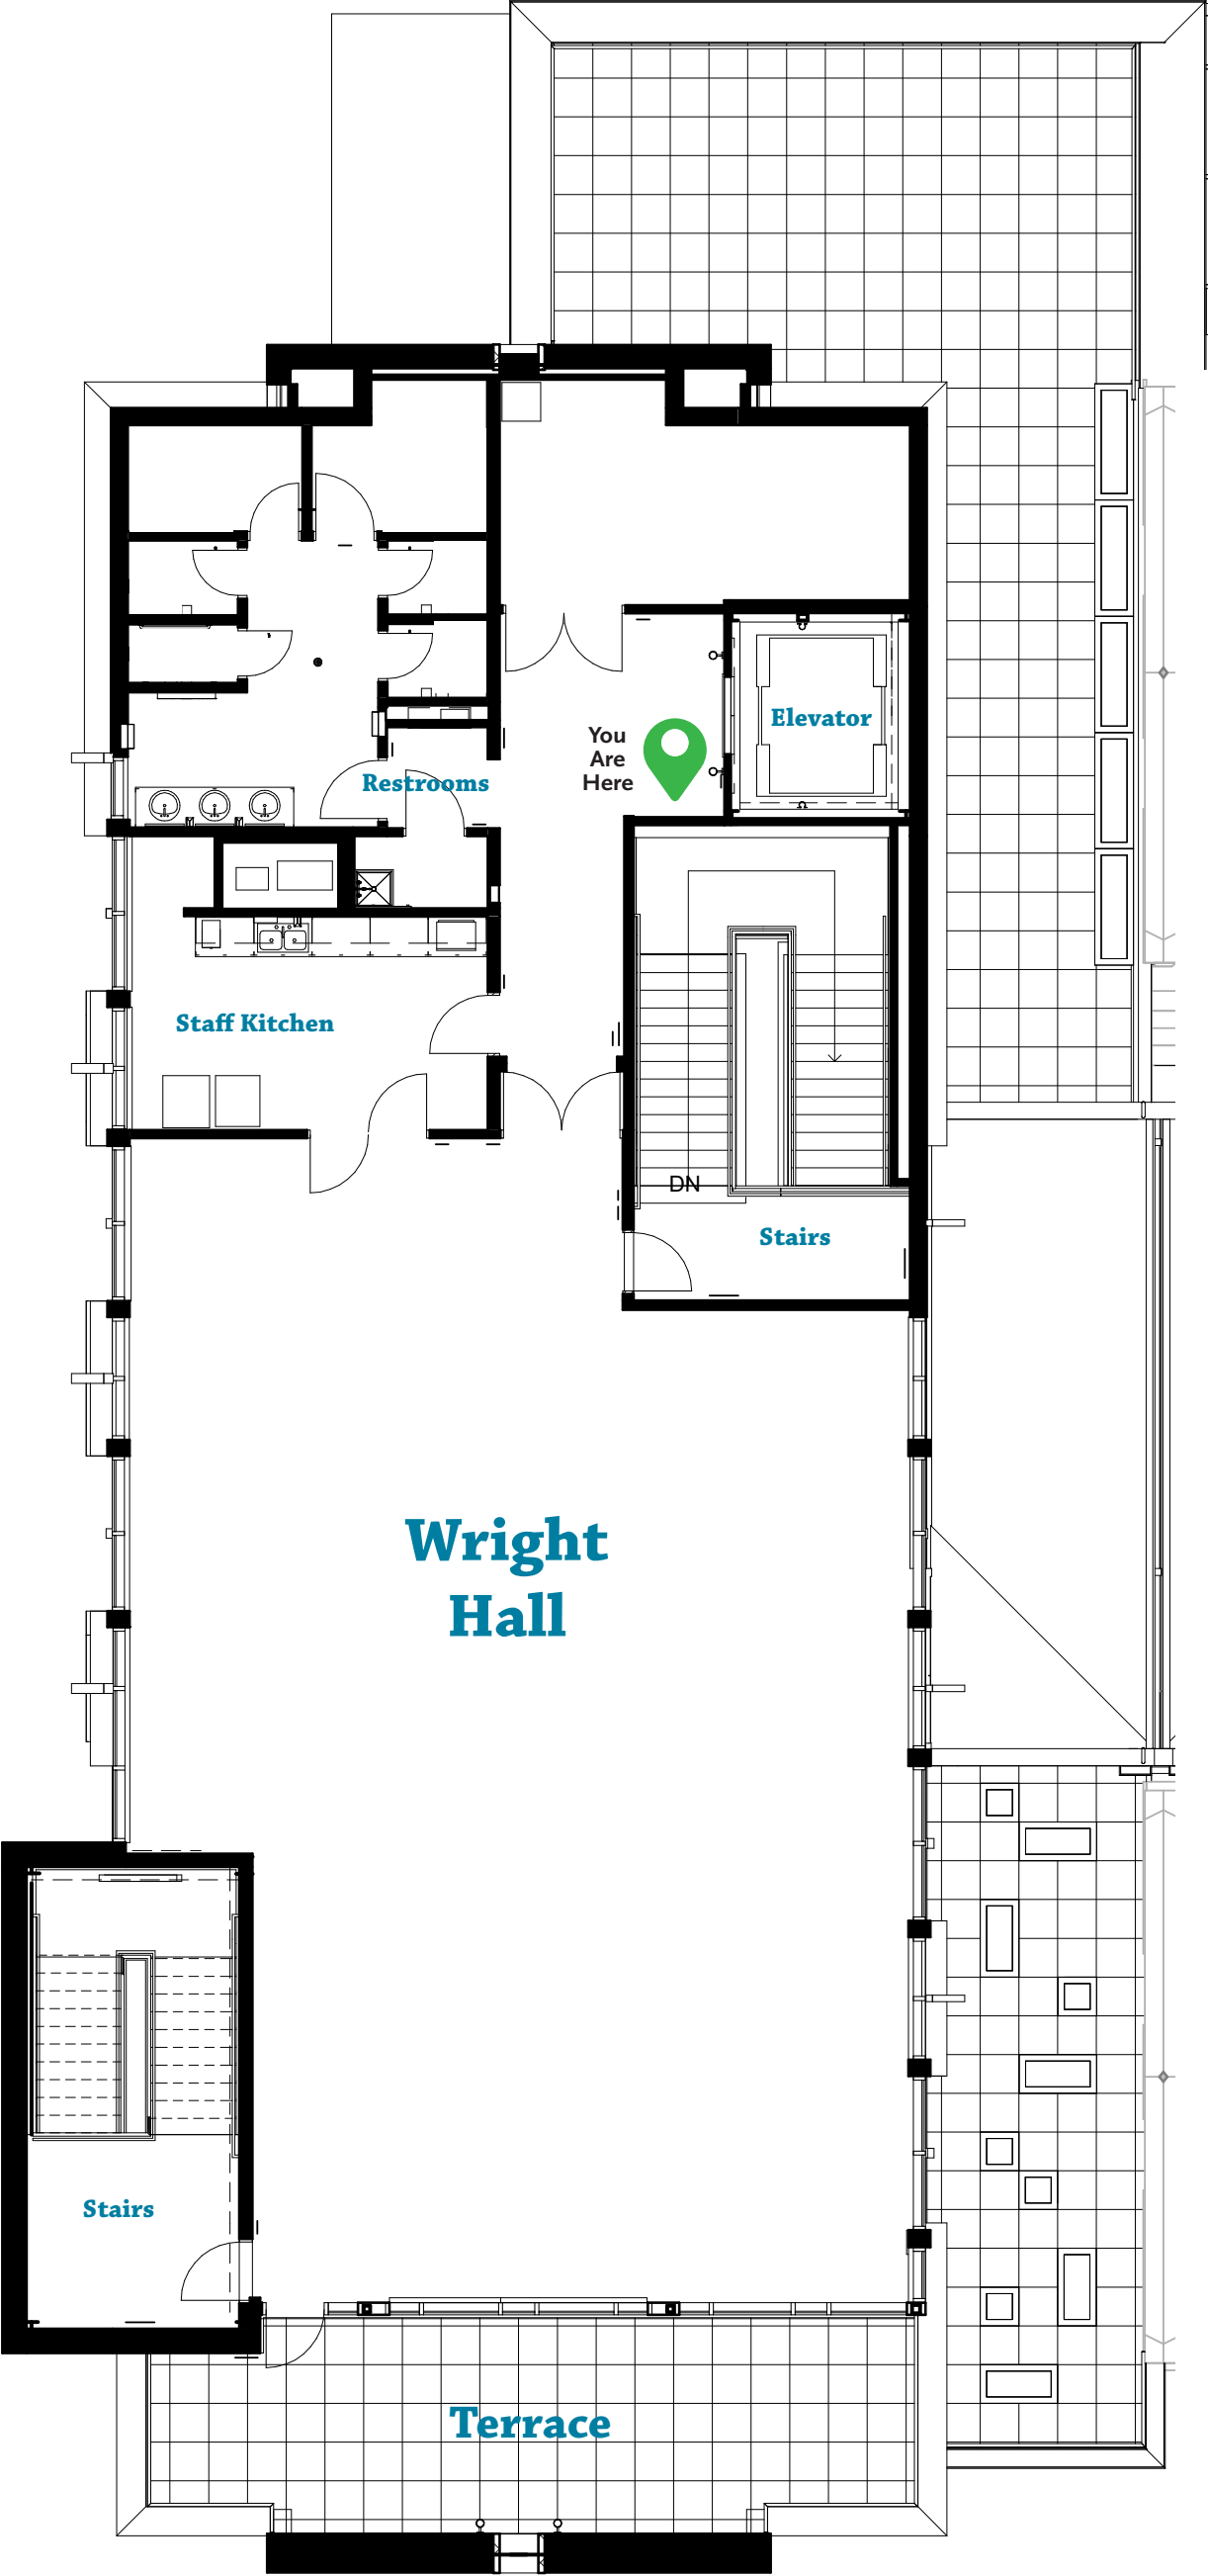 Elevator
You
Are
Here
Restrooms
Staff Kitchen
DN
Stairs
Wright
Hall
Stairs
Terrace